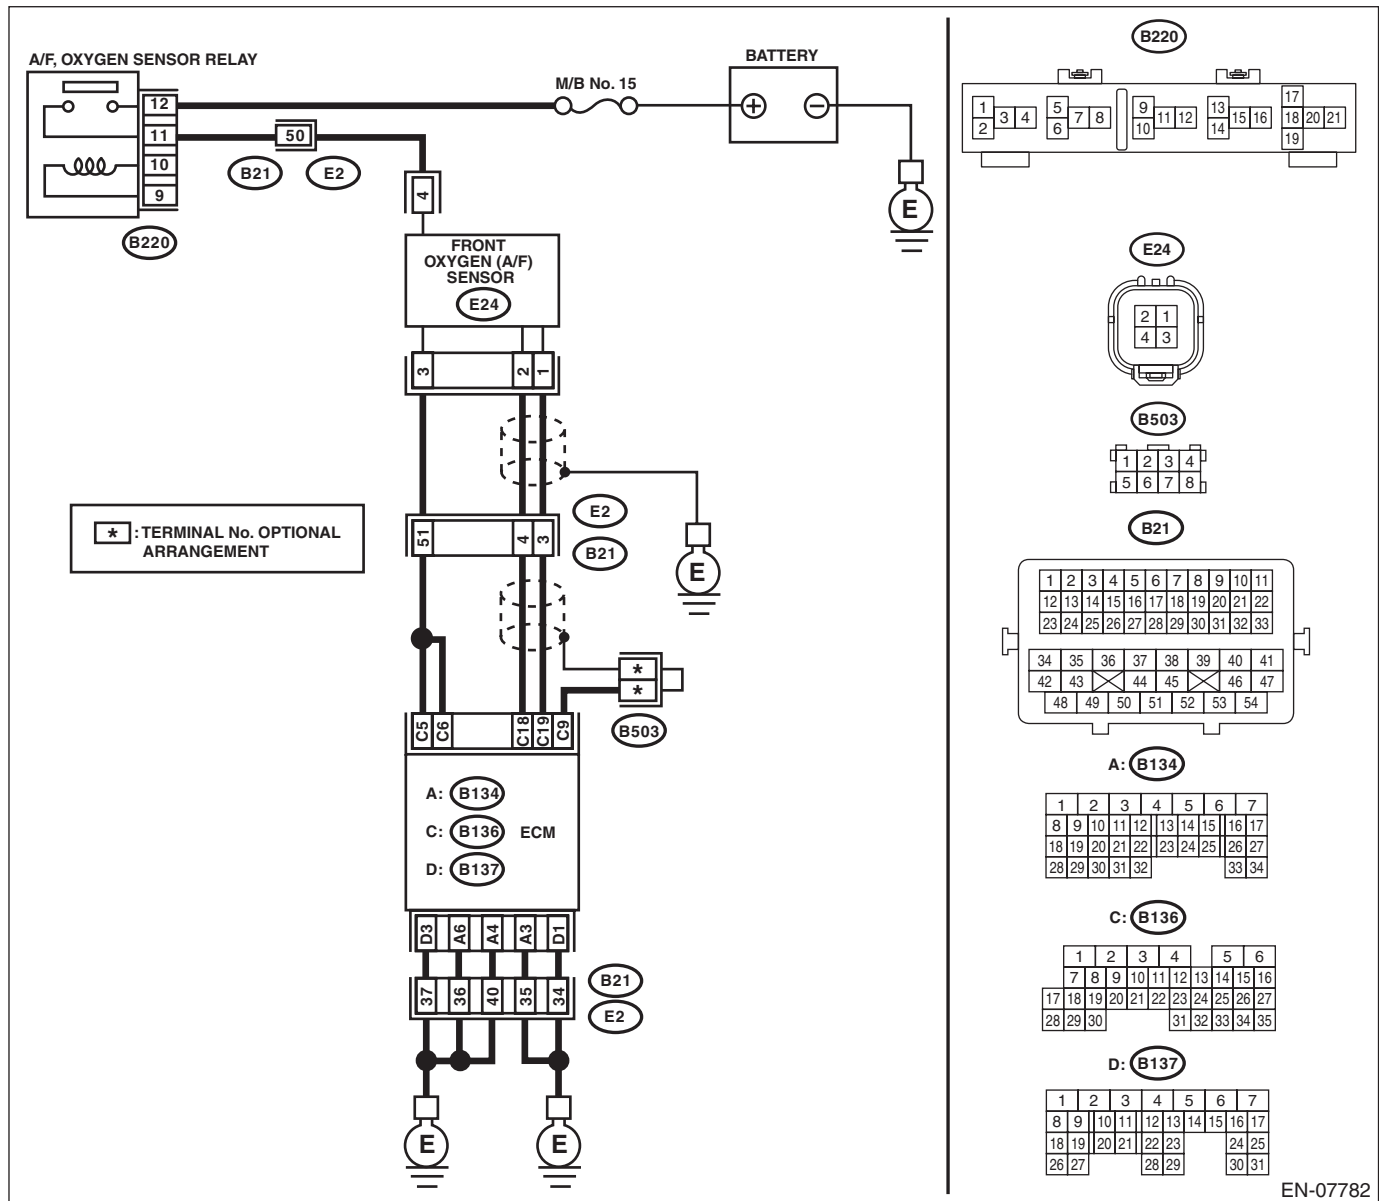 A/F, OXYGEN SENSOR RELAY
12
11
10
9
B220
M/B No. 15
BATTERY
+
−
E
50
B21
E2
4
FRONT
OXYGEN (A/F)
SENSOR
E24
3
2
1
E2
B21
E
* : TERMINAL No. OPTIONAL
ARRANGEMENT
51
4
3
*
*
B503
C5
C6
C18
C19
C9
A: B134
C: B136 ECM
D: B137
D3
A6
A4
A3
D1
37
36
40
35
34
B21
E2
E
E
B220
1 3 4 5 7 8 9 11 12 13 15 16 17 18 20 21
2 6 10 14 19
E24
2 1
4 3
B503
1 2 3 4
5 6 7 8
B21
1 2 3 4 5 6 7 8 9 10 11
12 13 14 15 16 17 18 19 20 21 22
23 24 25 26 27 28 29 30 31 32 33
34 35 36 37 38 39 40 41
42 43 44 45 46 47
48 49 50 51 52 53 54
A: B134
1 2 3 4 5 6 7
8 9 10 11 12 13 14 15 16 17
18 19 20 21 22 23 24 25 26 27
28 29 30 31 32 33 34
C: B136
1 2 3 4 5 6
7 8 9 10 11 12 13 14 15 16
17 18 19 20 21 22 23 24 25 26 27
28 29 30 31 32 33 34 35
D: B137
1 2 3 4 5 6 7
8 9 10 11 12 13 14 15 16 17
18 19 20 21 22 23 24 25
26 27 28 29 30 31
EN-07782